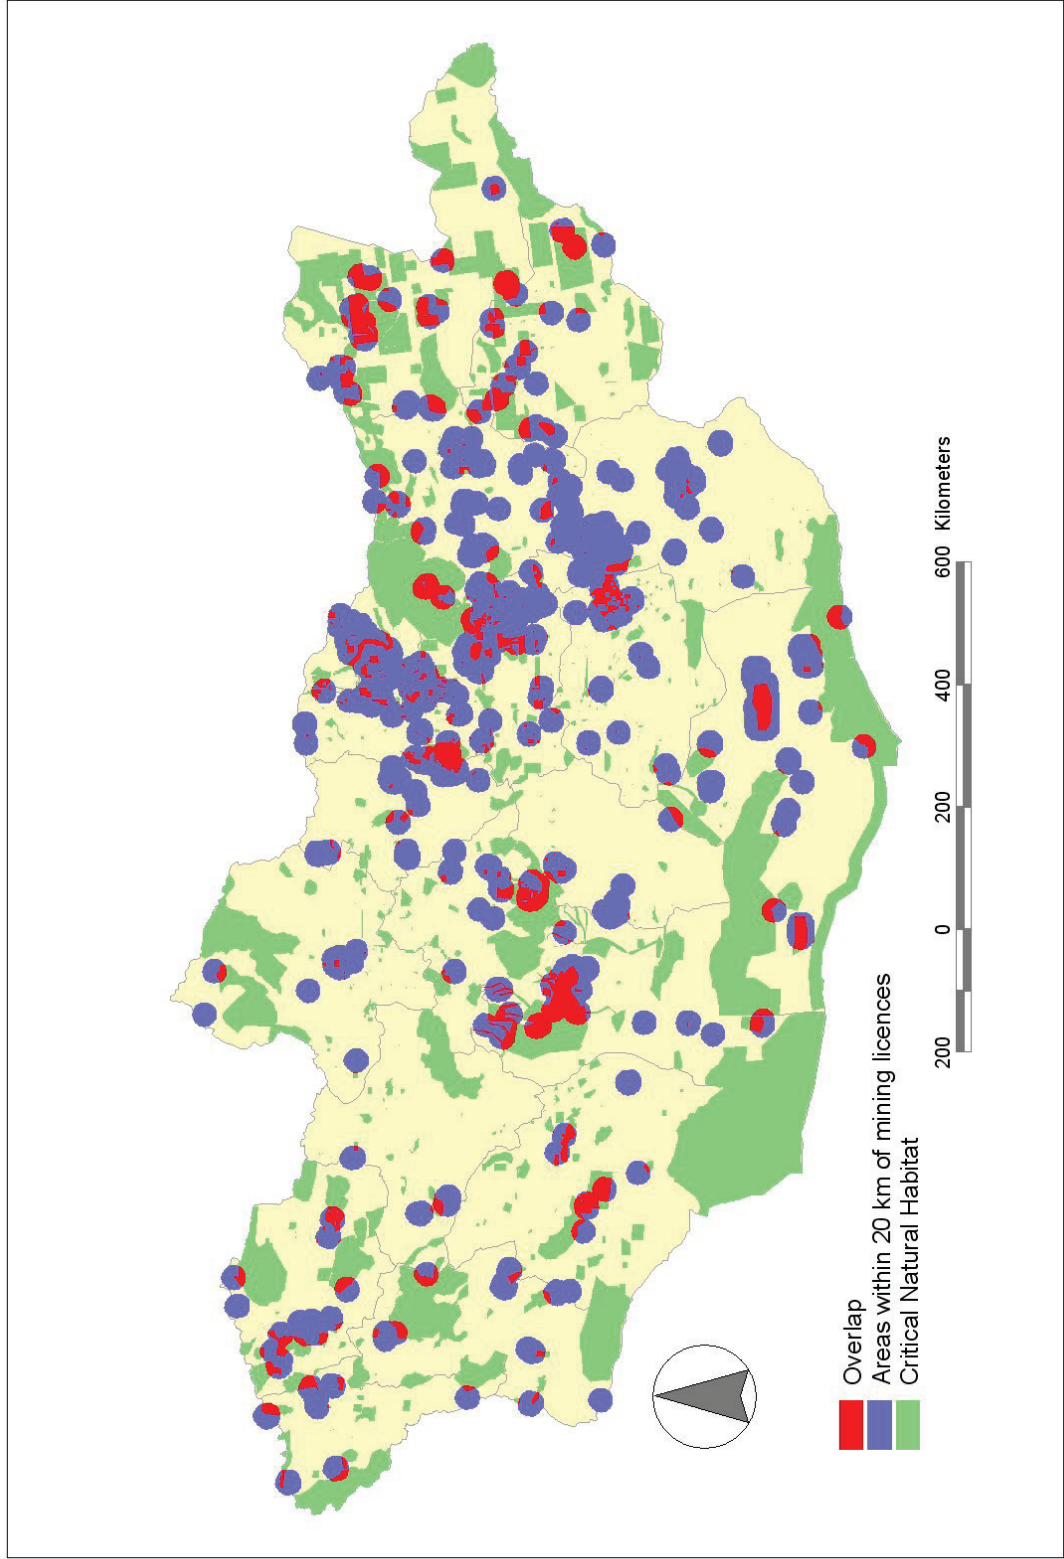 Overlap
Areas within 20 km of mining licences
Critical Natural Habitat
200 0 200 400 600 Kilometers